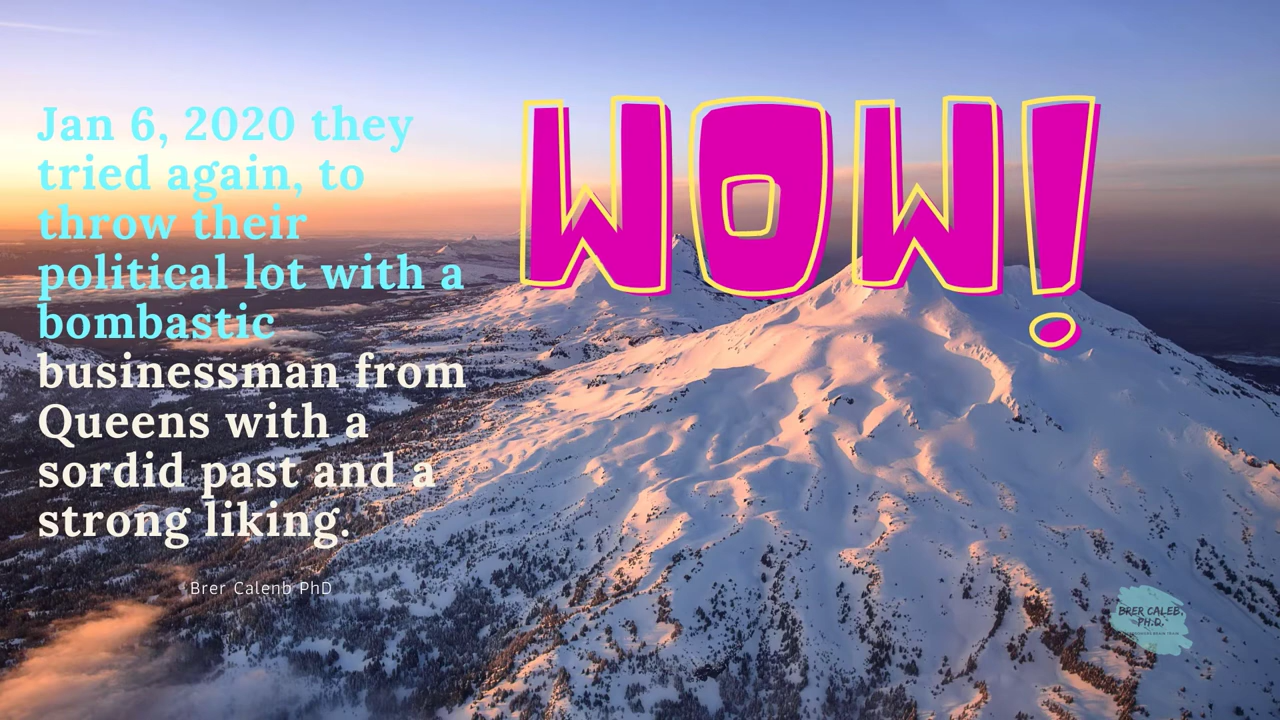 Jan 6, 2020 they
tried again, to
throw their
political lot with a
bombastic
businessman from
Queens with a
sordid past and a
strong liking.
Brer Calenb PhD
WOW!
BRER CALEB,
PH.D.